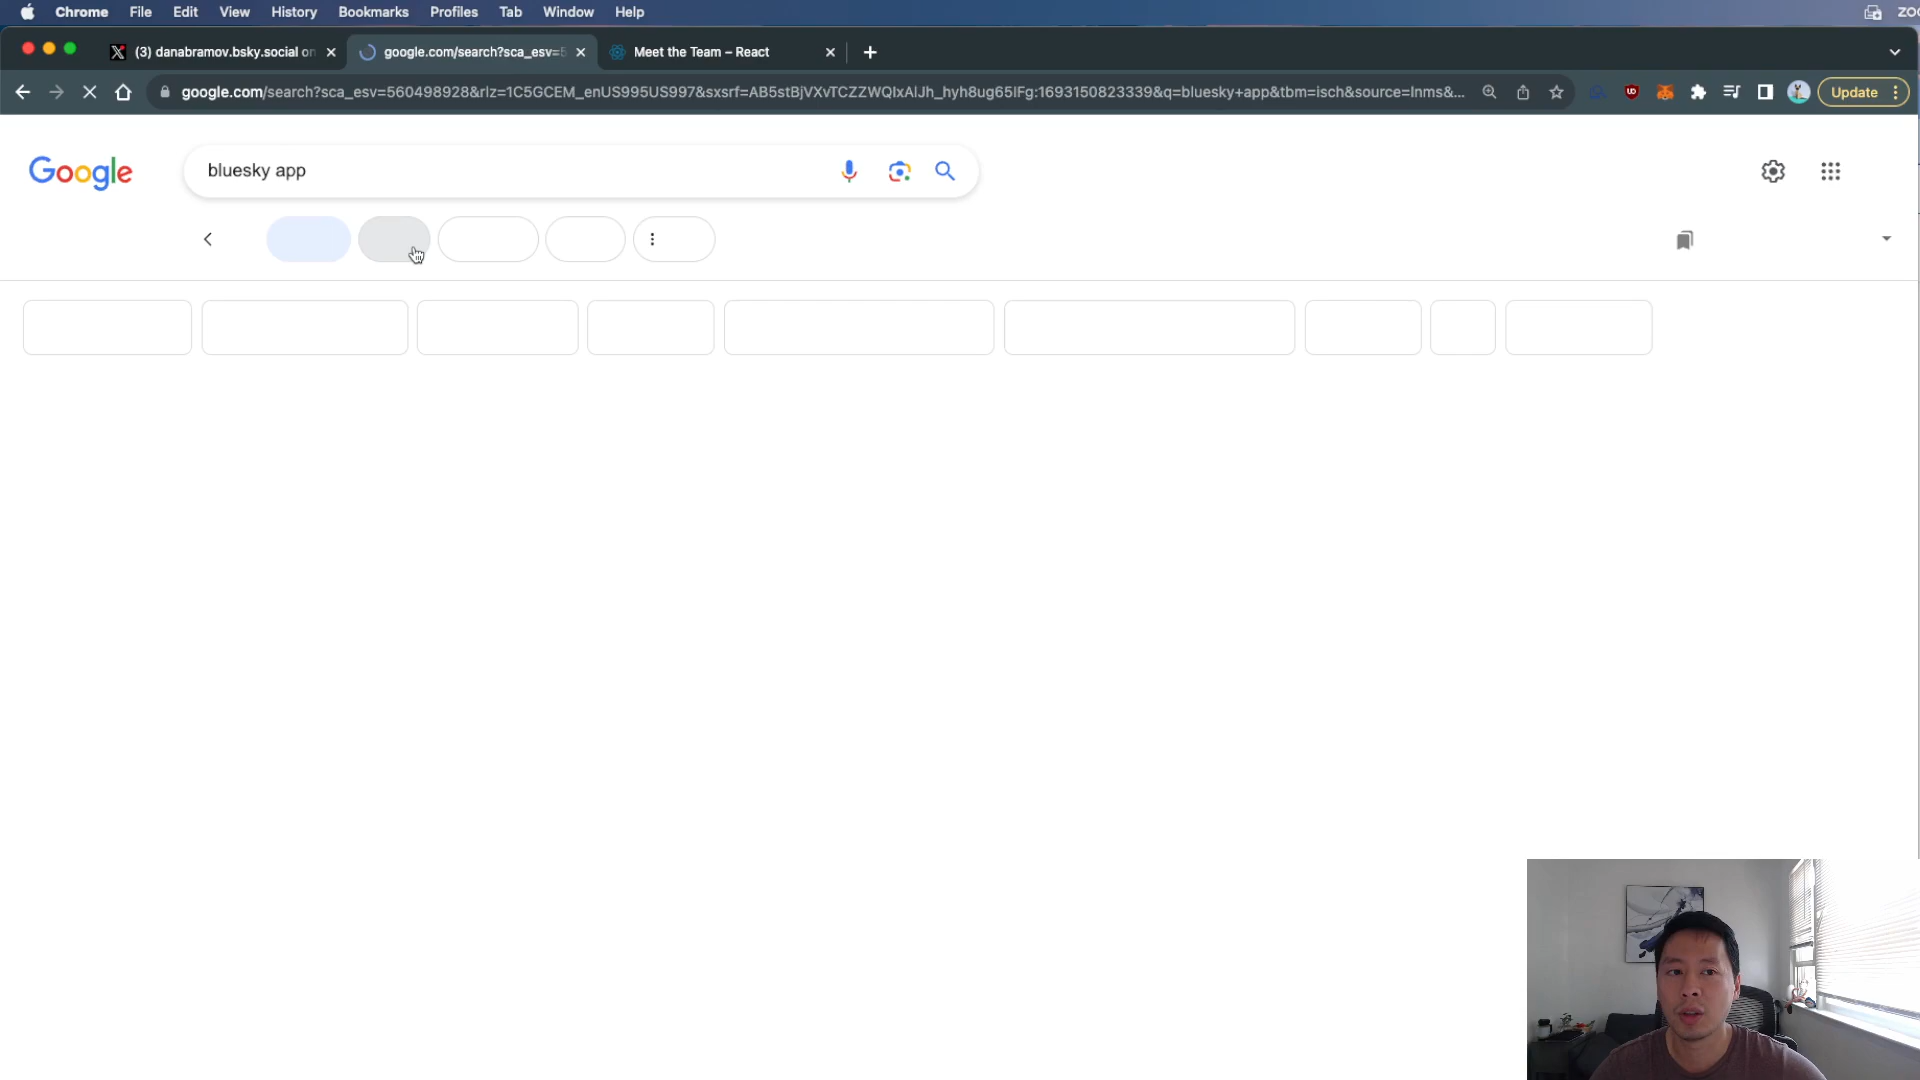 Chrome File Edit View History Bookmarks Profiles Tab Window Help
(3) danabramov.bsky.social on
google.com/search?sca_esv=5
Meet the Team – React
google.com/search?sca_esv=560498928&rlz=1C5GCEM_enUS995US997&sxsrf=AB5stBjVXvTCZZWQIxAlJh_hyh8ug65lFg:1693150823339&q=bluesky+app&tbm=isch&source=lnms&...
Update
Google
bluesky app